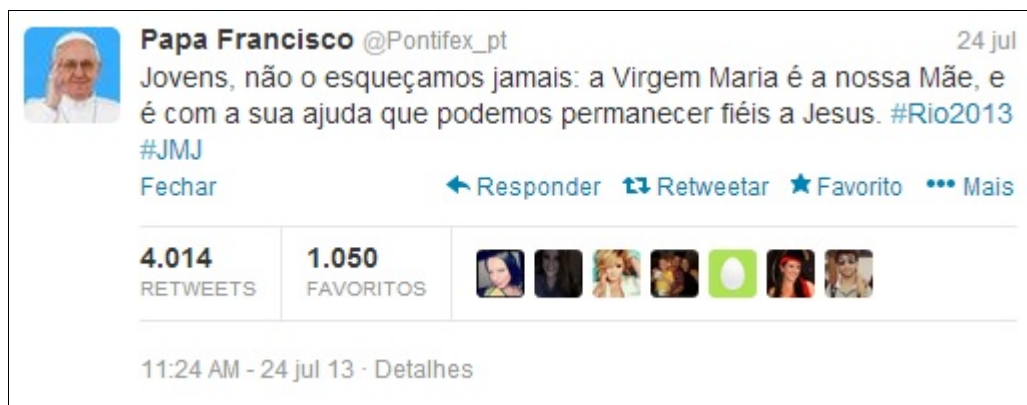 Papa Francisco @Pontifex_pt 24 jul
Jovens, não o esqueçamos jamais: a Virgem Maria é a nossa Mãe, e
é com a sua ajuda que podemos permanecer fiéis a Jesus. #Rio2013
#JMJ
Fechar Responder Retweetar Favorito Mais
4.014 1.050
RETWEETS FAVORITOS
11:24 AM - 24 jul 13 · Detalhes